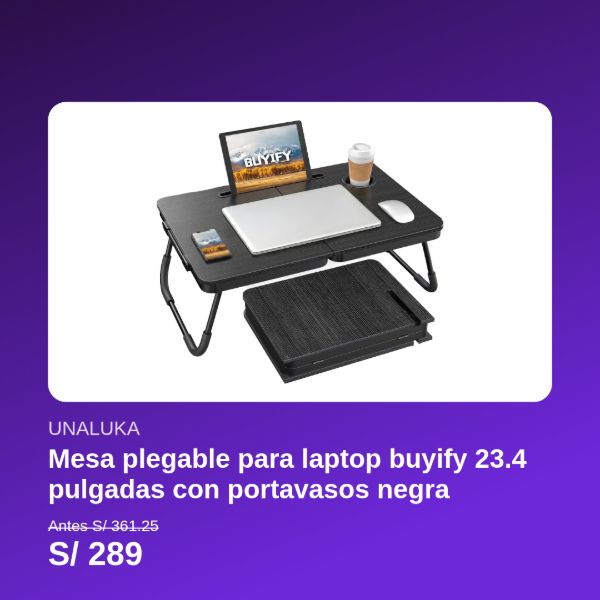 BUYIFY
UNALUKA
Mesa plegable para laptop buyify 23.4
pulgadas con portavasos negra
Antes S/ 361.25
S/ 289